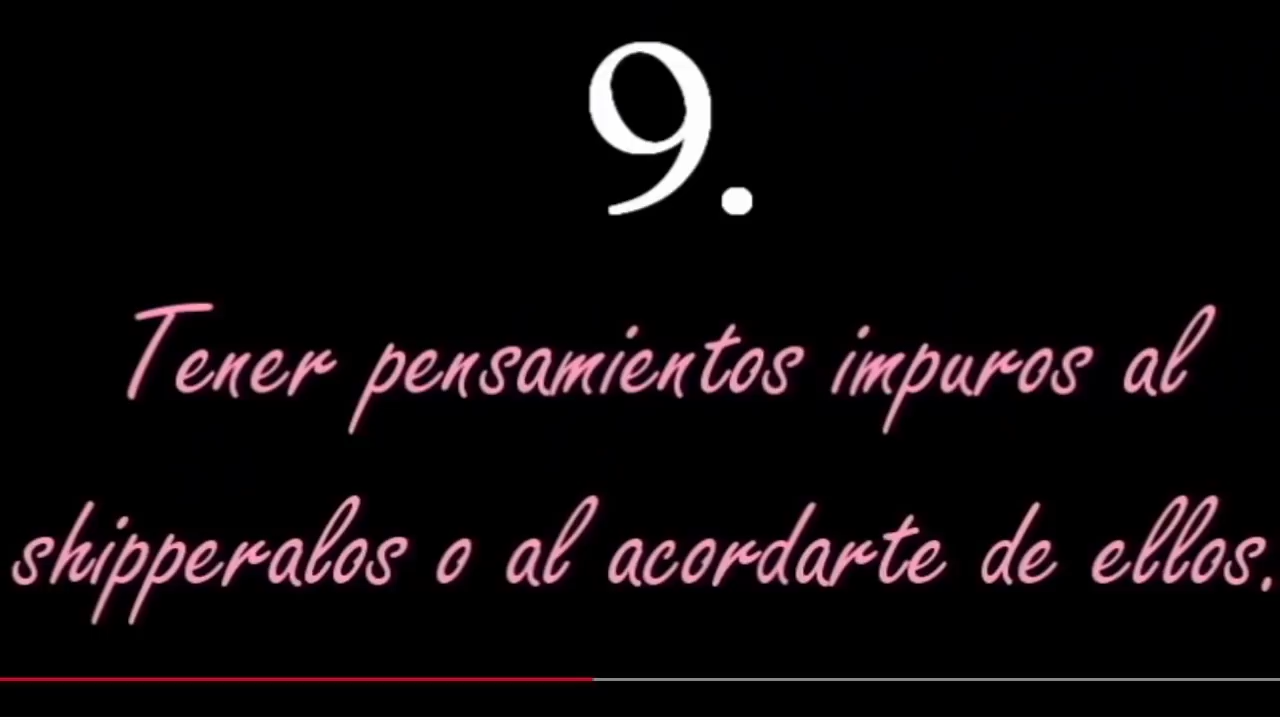 9.
Tener pensamientos impuros al
shipperalos o al acordarte de ellos.